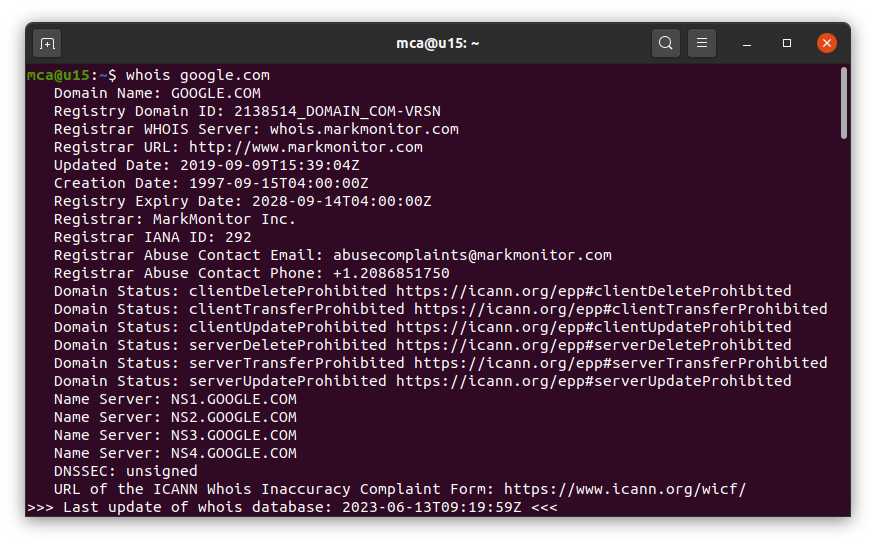 mca@u15: ~
mca@u15:~$ whois google.com
Domain Name: GOOGLE.COM
Registry Domain ID: 2138514_DOMAIN_COM-VRSN
Registrar WHOIS Server: whois.markmonitor.com
Registrar URL: http://www.markmonitor.com
Updated Date: 2019-09-09T15:39:04Z
Creation Date: 1997-09-15T04:00:00Z
Registry Expiry Date: 2028-09-14T04:00:00Z
Registrar: MarkMonitor Inc.
Registrar IANA ID: 292
Registrar Abuse Contact Email: abusecomplaints@markmonitor.com
Registrar Abuse Contact Phone: +1.2086851750
Domain Status: clientDeleteProhibited https://icann.org/epp#clientDeleteProhibited
Domain Status: clientTransferProhibited https://icann.org/epp#clientTransferProhibited
Domain Status: clientUpdateProhibited https://icann.org/epp#clientUpdateProhibited
Domain Status: serverDeleteProhibited https://icann.org/epp#serverDeleteProhibited
Domain Status: serverTransferProhibited https://icann.org/epp#serverTransferProhibited
Domain Status: serverUpdateProhibited https://icann.org/epp#serverUpdateProhibited
Name Server: NS1.GOOGLE.COM
Name Server: NS2.GOOGLE.COM
Name Server: NS3.GOOGLE.COM
Name Server: NS4.GOOGLE.COM
DNSSEC: unsigned
URL of the ICANN Whois Inaccuracy Complaint Form: https://www.icann.org/wicf/
>>> Last update of whois database: 2023-06-13T09:19:59Z <<<